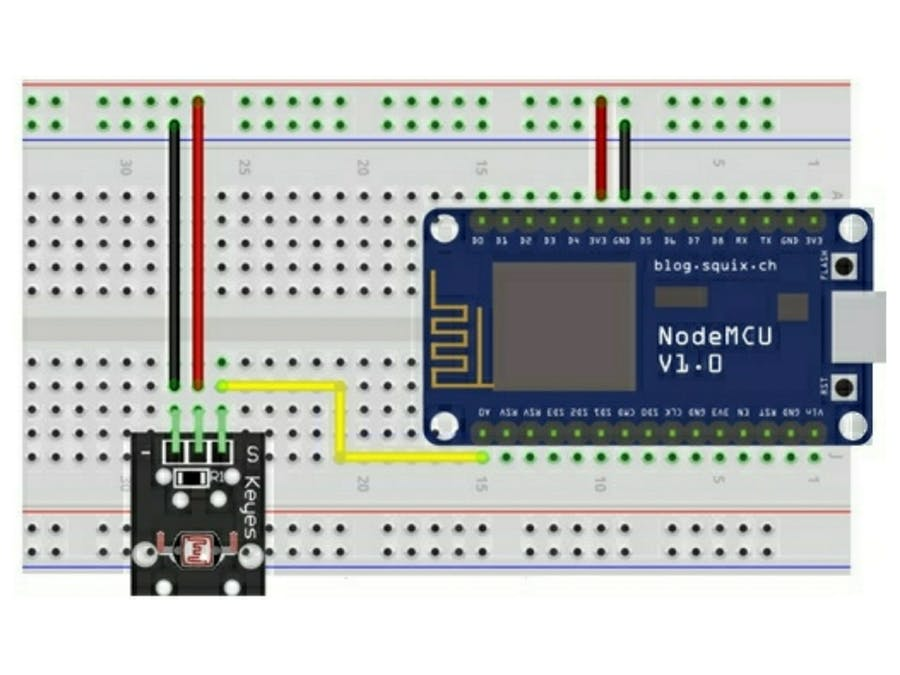 30 25 20 15 5 1
A
D0 D1 D2 D3 D4 3V3 GND D5 D6 D7 D8 RX TX GND 3V3
blog.squix.ch
FLASH
NodeMCU
V1.0
RST
A0 RSV RSV SD3 SD2 SD1 CMD SD0 CLK GND 3V3 EN RST GND Vin
- S
R1
Keyes
30 20 15 10 5 1
J